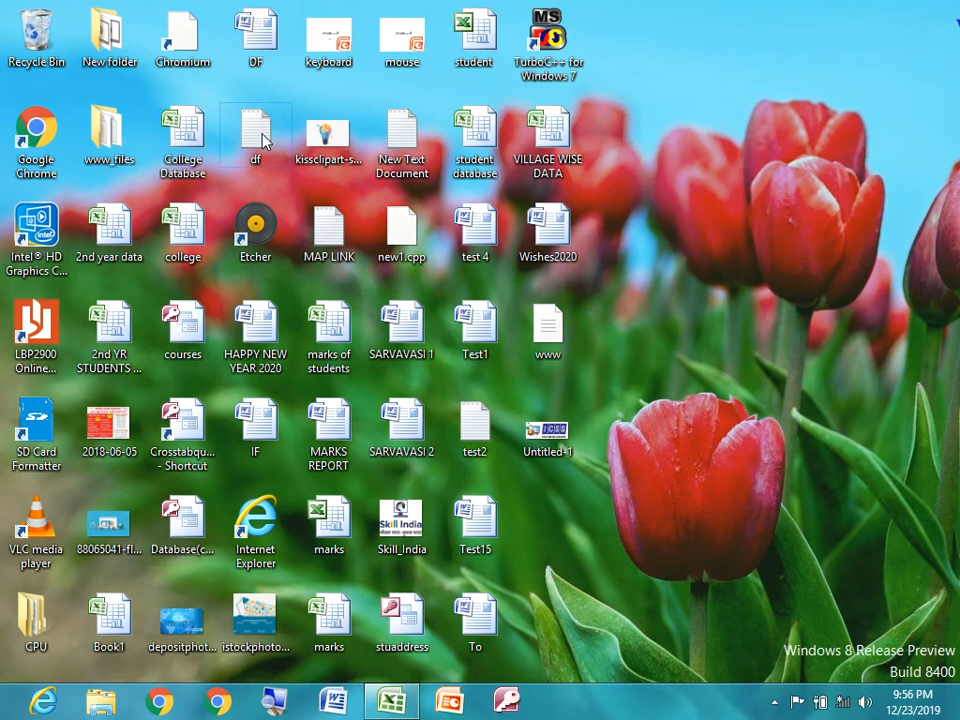 Recycle Bin
New folder
Chromium
DF
keyboard
mouse
student
MS
TurboC++ for
Windows 7
Google
Chrome
www_files
College
Database
df
kissclipart-s...
New Text
Document
student
database
VILLAGE WISE
DATA
intel
Intel® HD
Graphics C...
2nd year data
college
Etcher
MAP LINK
new1.cpp
test 4
Wishes2020
LBP2900
Online...
2nd YR
STUDENTS ...
courses
HAPPY NEW
YEAR 2020
marks of
students
SARVAVASI 1
Test1
www
SD Card
Formatter
2018-06-05
Crosstabqu...
- Shortcut
IF
MARKS
REPORT
SARVAVASI 2
test2
ICSS
Untitled-1
VLC media
player
88065041-fl...
Database(c...
Internet
Explorer
marks
Skill India
Skill_India
Test15
CPU
Book1
depositphot...
istockphoto...
marks
stuaddress
To
Windows 8 Release Preview
Build 8400
9:56 PM
12/23/2019